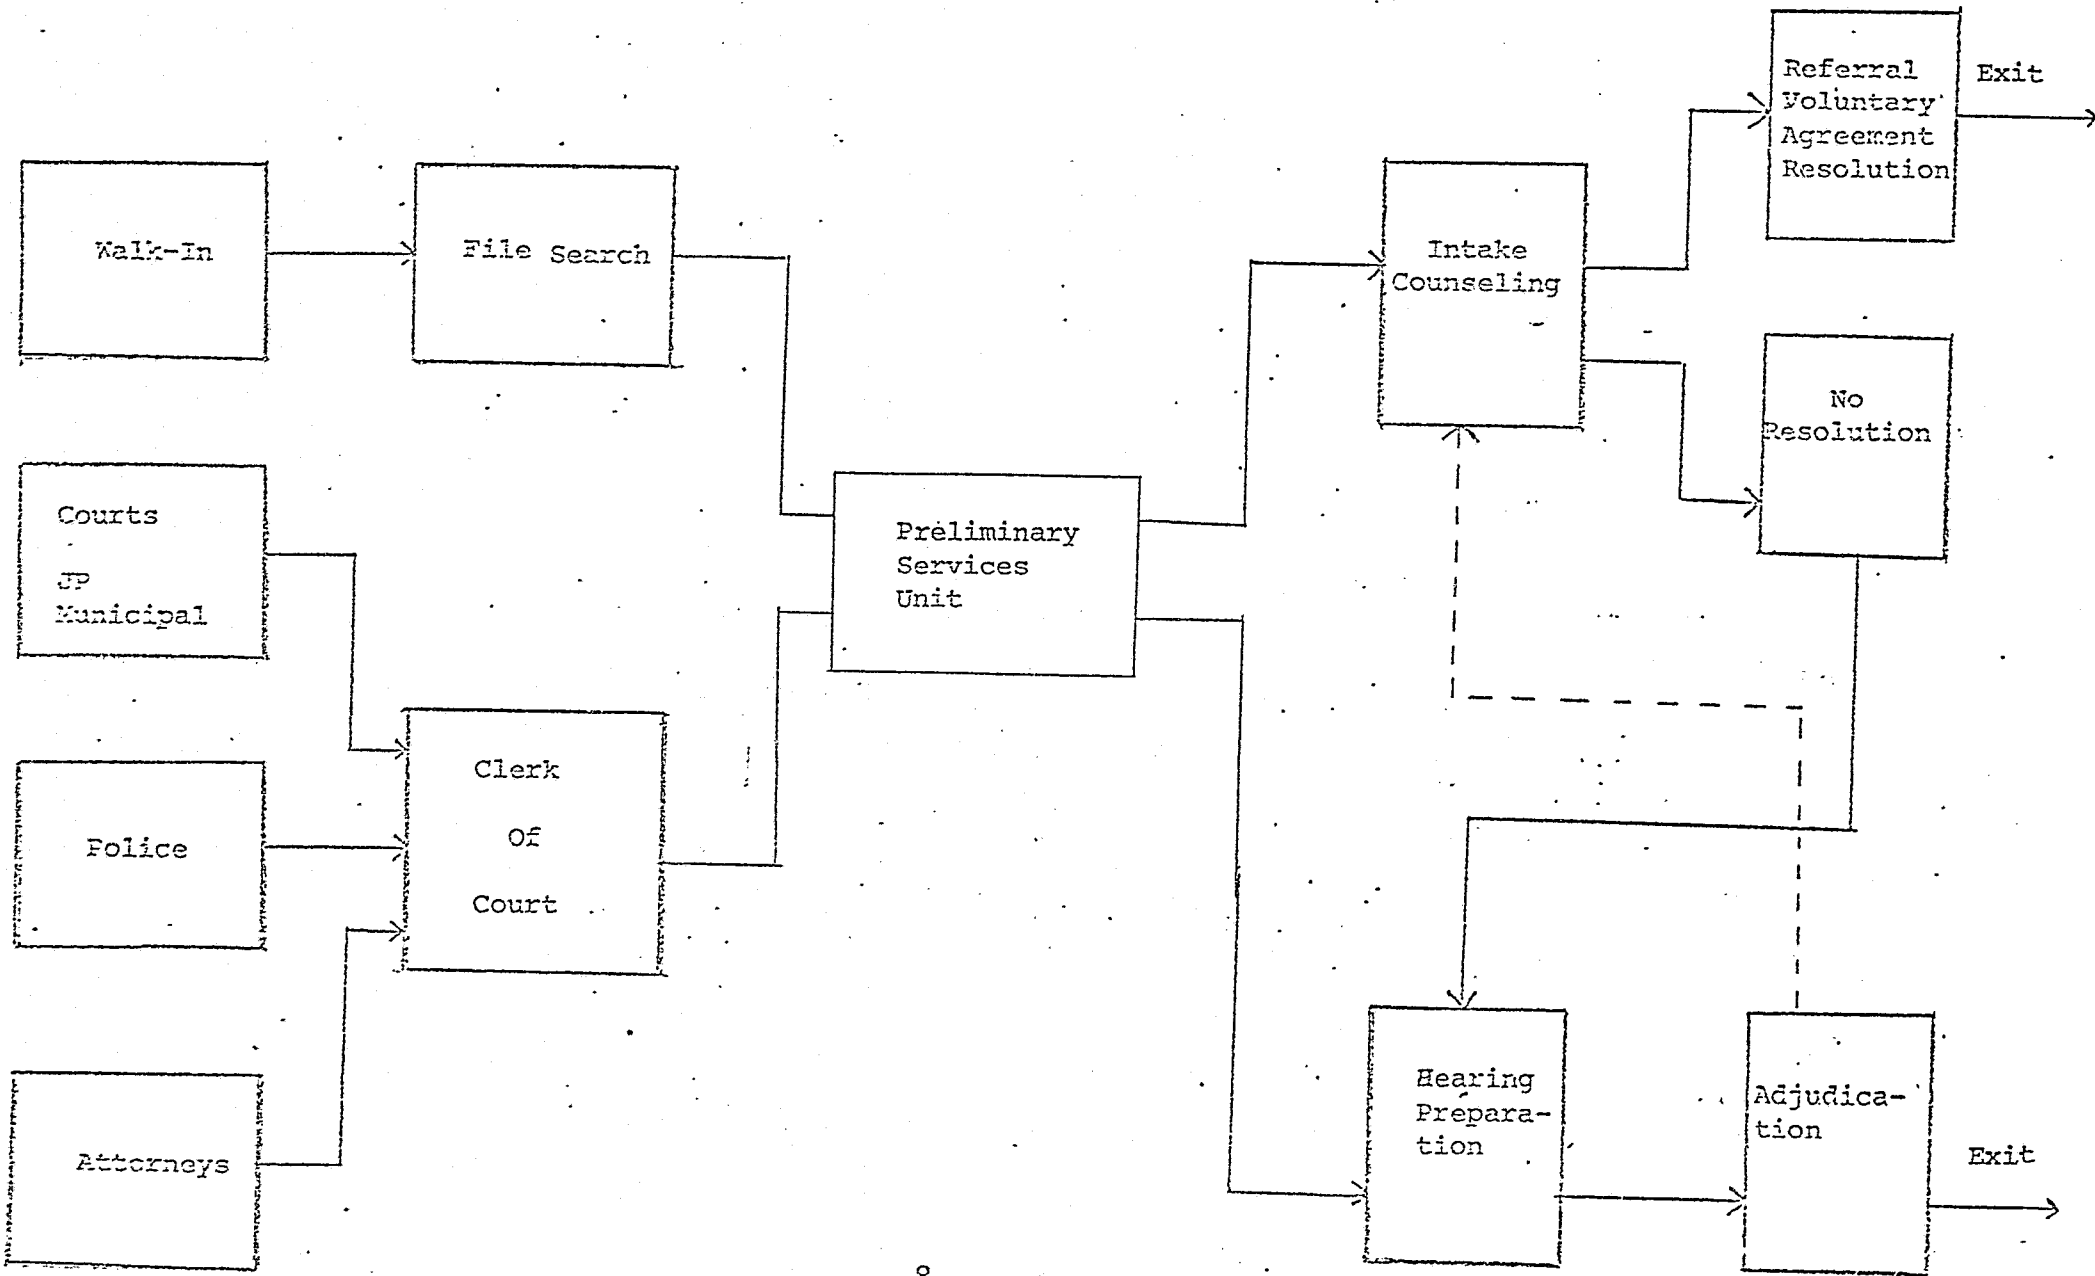 Walk-In
File Search
Courts
JP
Municipal
Police
Attorneys
Clerk
Of
Court
Preliminary
Services
Unit
Intake
Counseling
Referral
Voluntary
Agreement
Resolution
Exit
No
Resolution
Hearing
Prepara-
tion
Adjudica-
tion
Exit